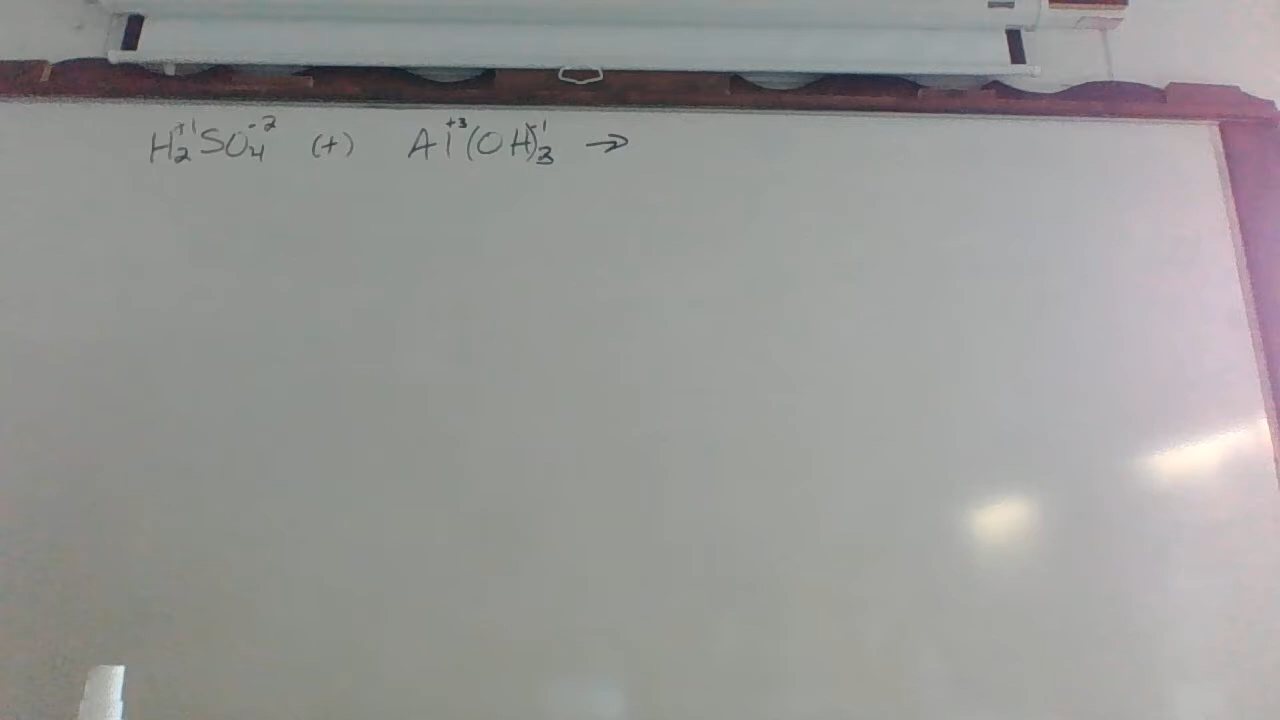 H₂⁺¹SO₄⁻² (+) Al⁺³(OH)₃⁻¹ →